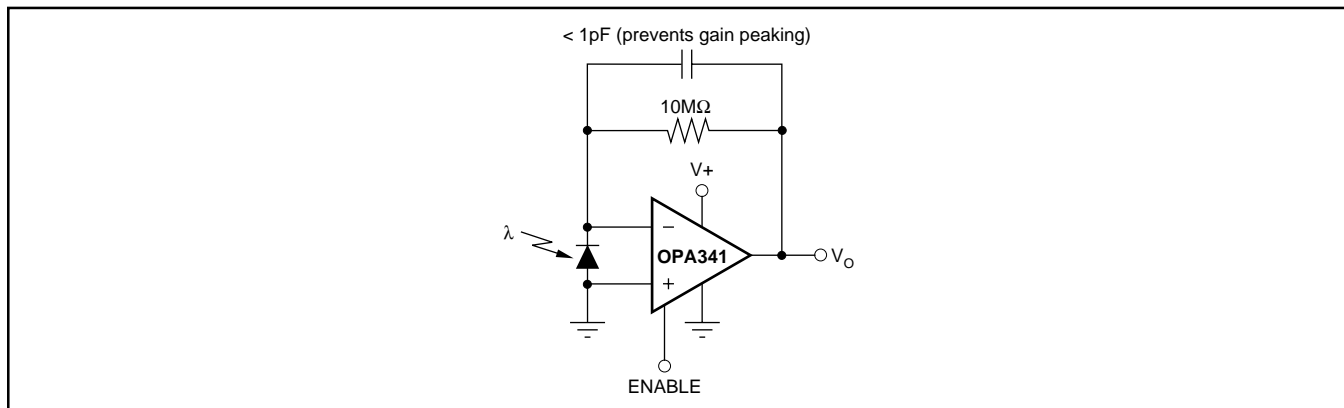 < 1pF (prevents gain peaking)
10MΩ
V+
λ
−
OPA341
+
VO
ENABLE